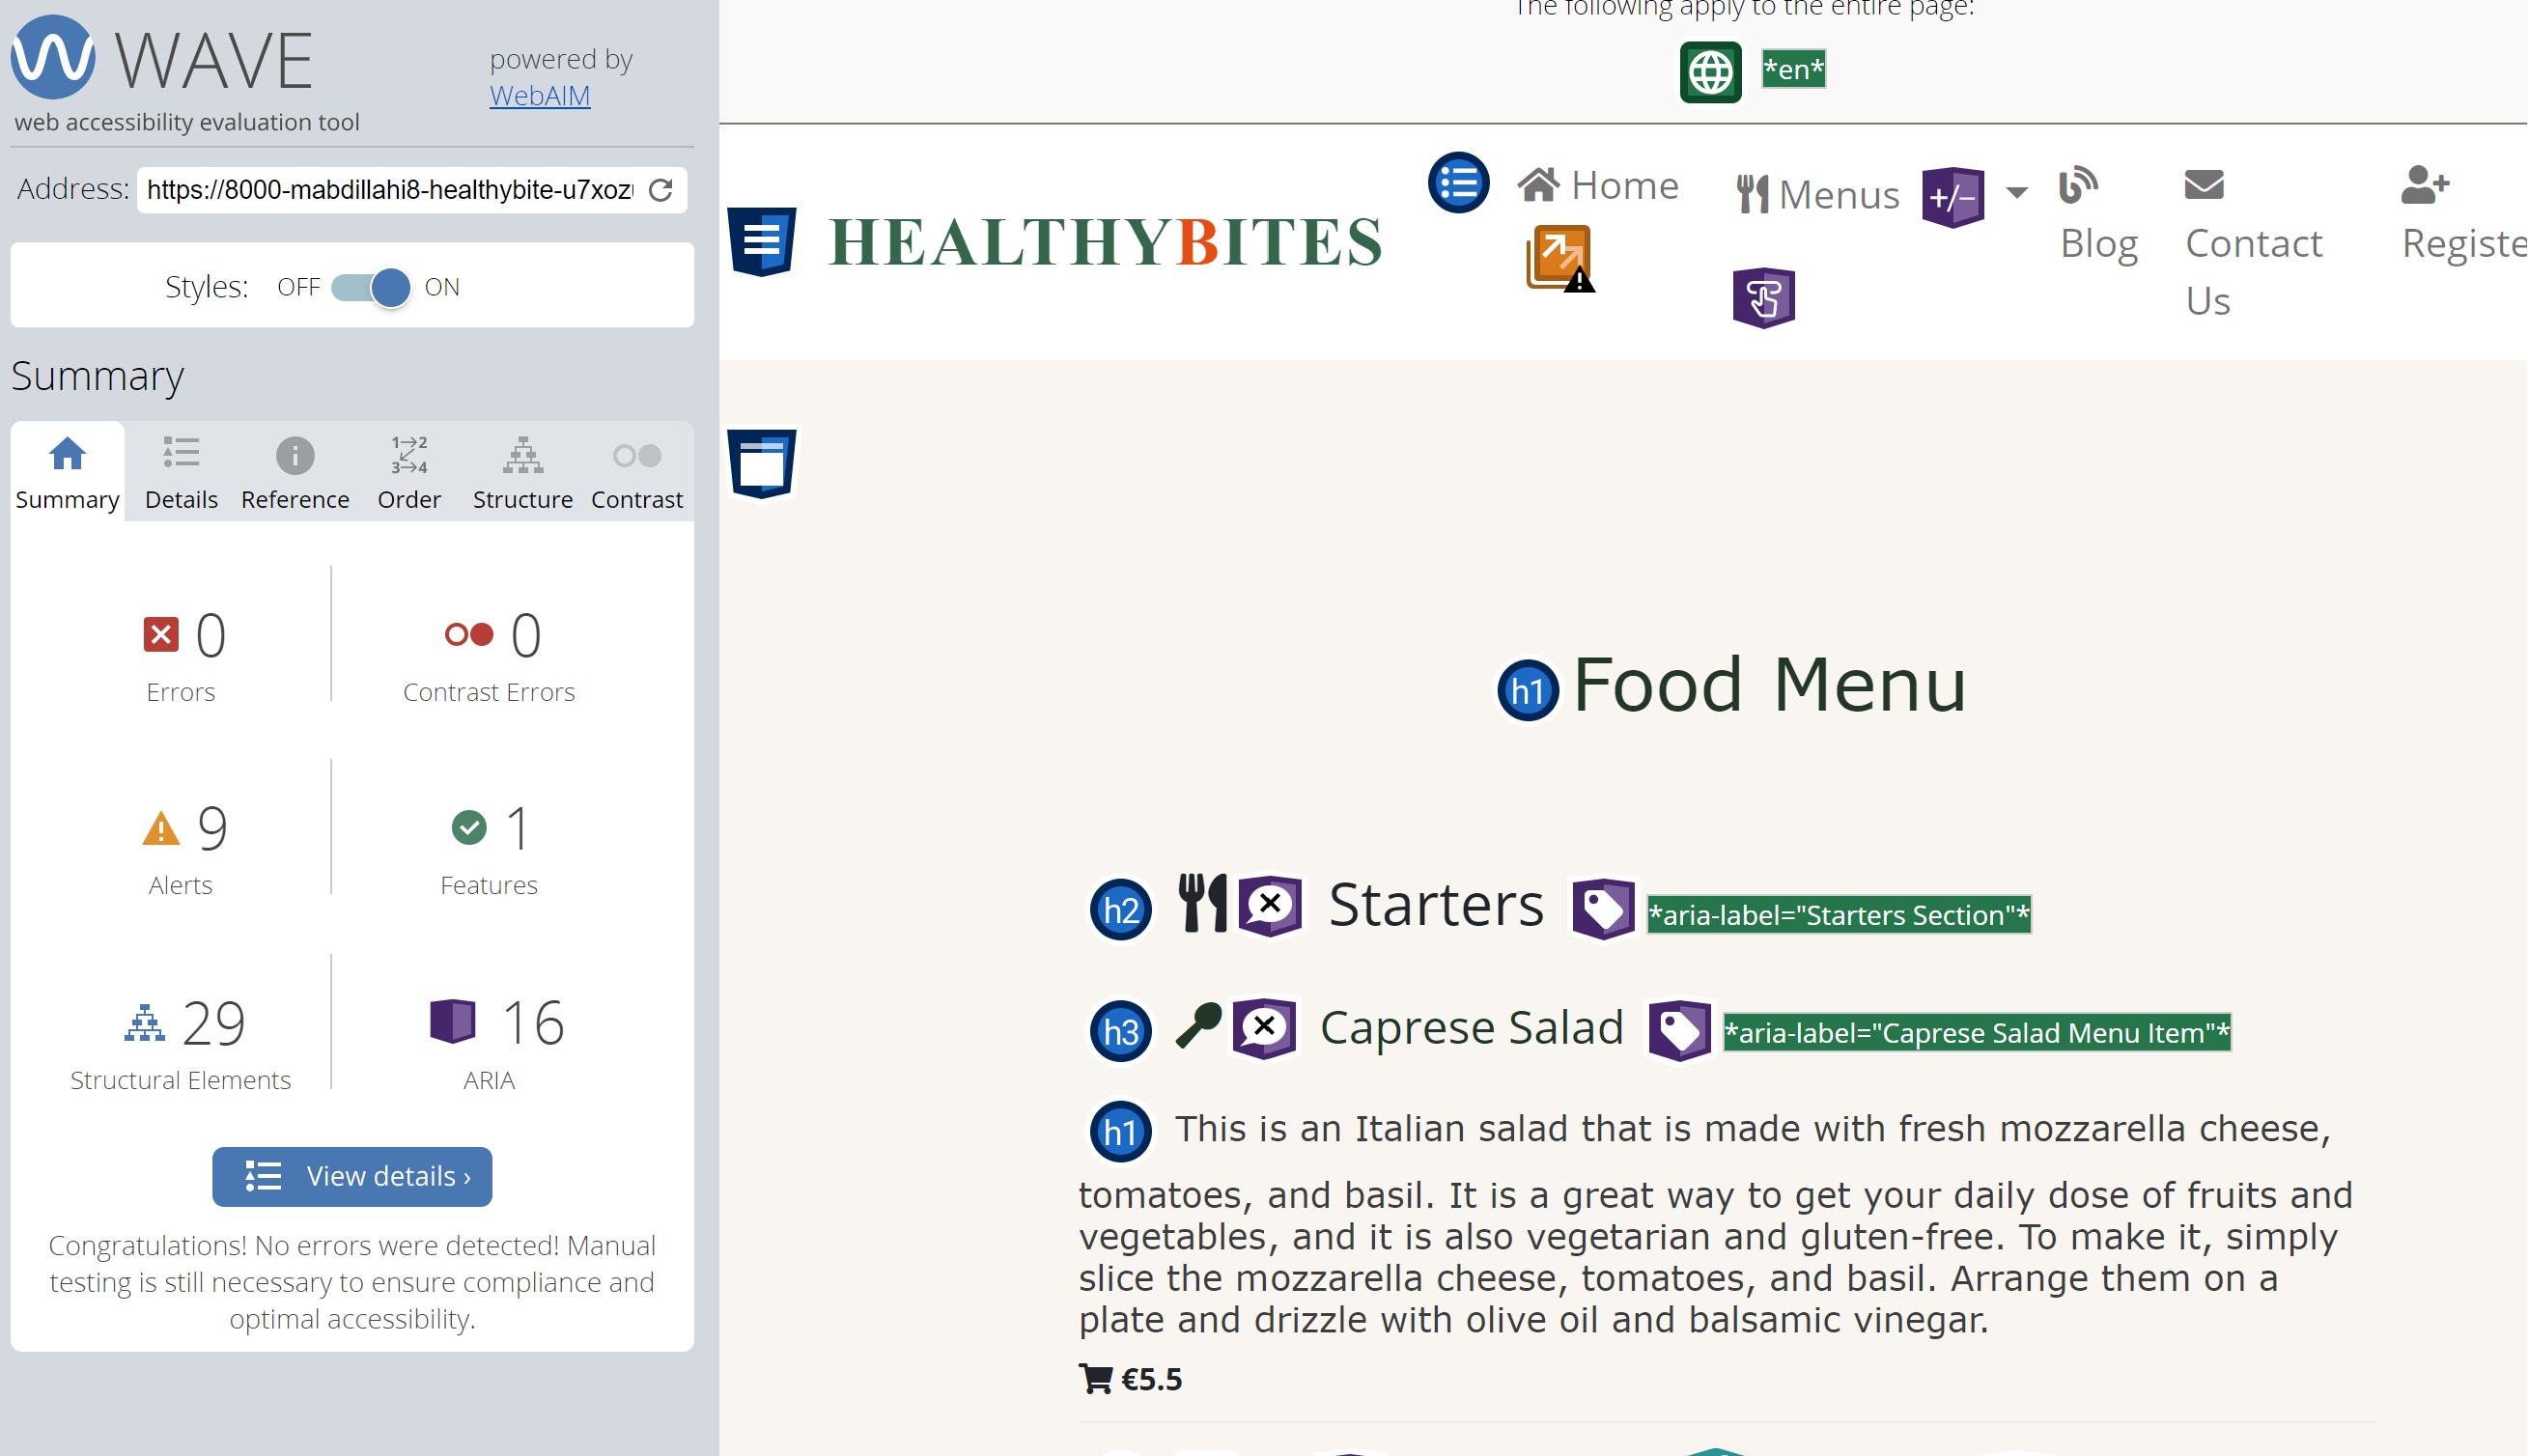 WAVE
powered by
WebAIM
web accessibility evaluation tool
Address: https://8000-mabdillahi8-healthybite-u7xoz
Styles: OFF ON
Summary
Summary Details Reference Order Structure Contrast
0
Errors
0
Contrast Errors
9
Alerts
1
Features
29
Structural Elements
16
ARIA
View details ›
Congratulations! No errors were detected! Manual
testing is still necessary to ensure compliance and
optimal accessibility.
The following apply to the entire page:
*en*
HEALTHYBITES
Home
Menus +/-
Blog
Contact
Us
Registe
h1 Food Menu
h2 Starters *aria-label="Starters Section"*
h3 Caprese Salad *aria-label="Caprese Salad Menu Item"*
h1 This is an Italian salad that is made with fresh mozzarella cheese,
tomatoes, and basil. It is a great way to get your daily dose of fruits and
vegetables, and it is also vegetarian and gluten-free. To make it, simply
slice the mozzarella cheese, tomatoes, and basil. Arrange them on a
plate and drizzle with olive oil and balsamic vinegar.
€5.5